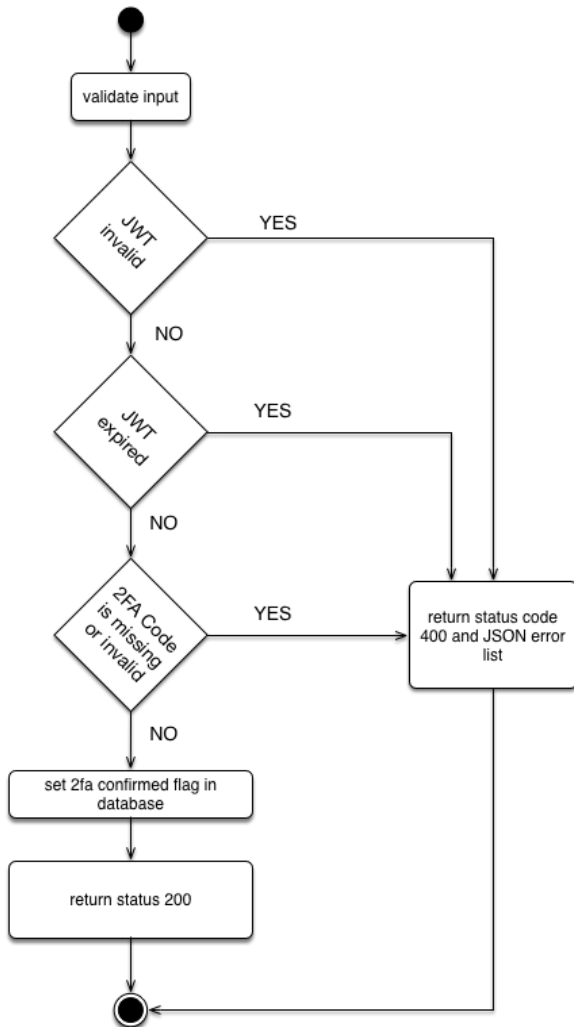 validate input
JWT
invalid
YES
NO
JWT
expired
YES
NO
2FA Code
is missing
or invalid
YES
return status code
400 and JSON error
list
NO
set 2fa confirmed flag in
database
return status 200